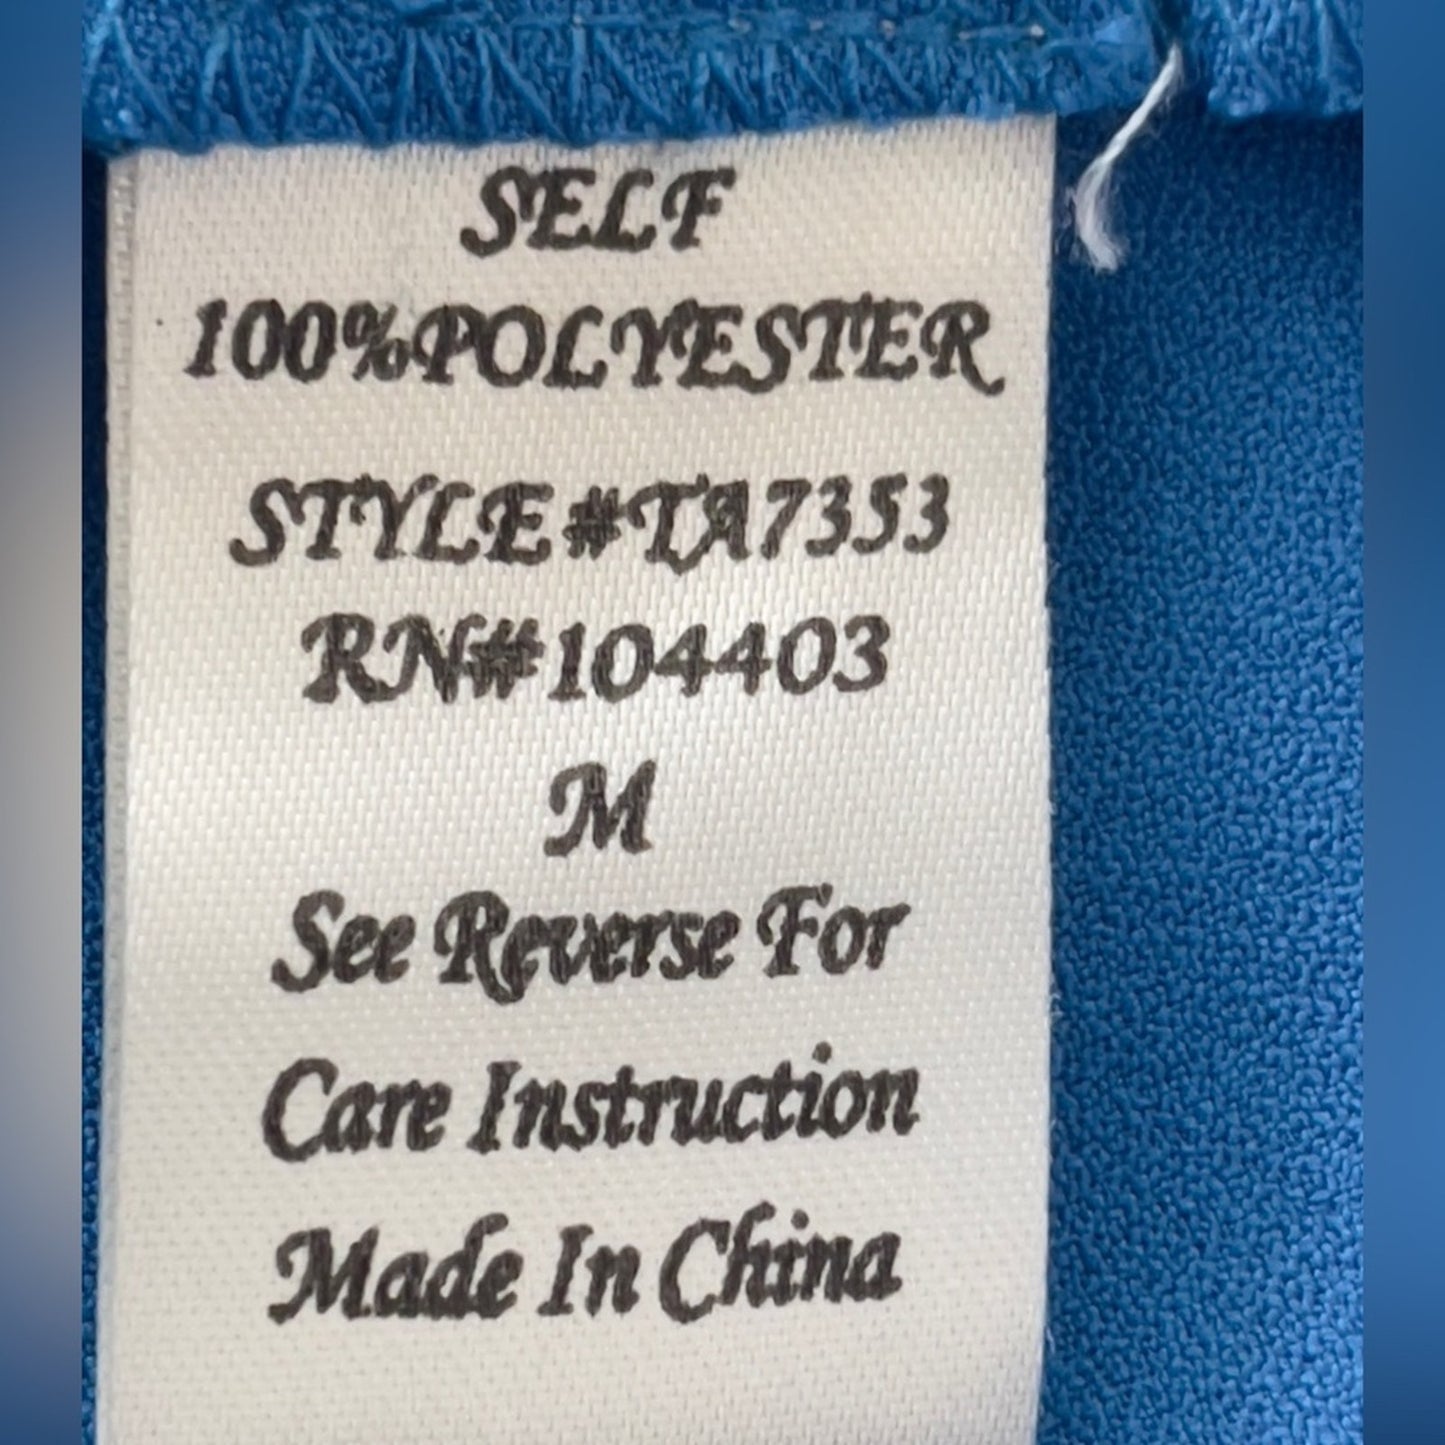 SELF
100%POLYESTER
STYLE#TA7353
RN#104403
M
See Reverse For
Care Instruction
Made In China